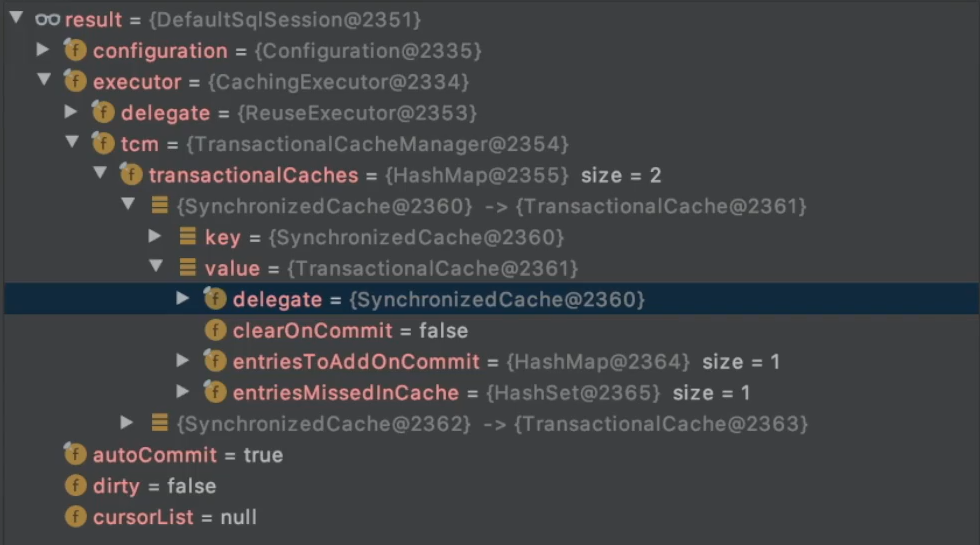 result = {DefaultSqlSession@2351}
configuration = {Configuration@2335}
executor = {CachingExecutor@2334}
delegate = {ReuseExecutor@2353}
tcm = {TransactionalCacheManager@2354}
transactionalCaches = {HashMap@2355} size = 2
{SynchronizedCache@2360} -> {TransactionalCache@2361}
key = {SynchronizedCache@2360}
value = {TransactionalCache@2361}
delegate = {SynchronizedCache@2360}
clearOnCommit = false
entriesToAddOnCommit = {HashMap@2364} size = 1
entriesMissedInCache = {HashSet@2365} size = 1
{SynchronizedCache@2362} -> {TransactionalCache@2363}
autoCommit = true
dirty = false
cursorList = null